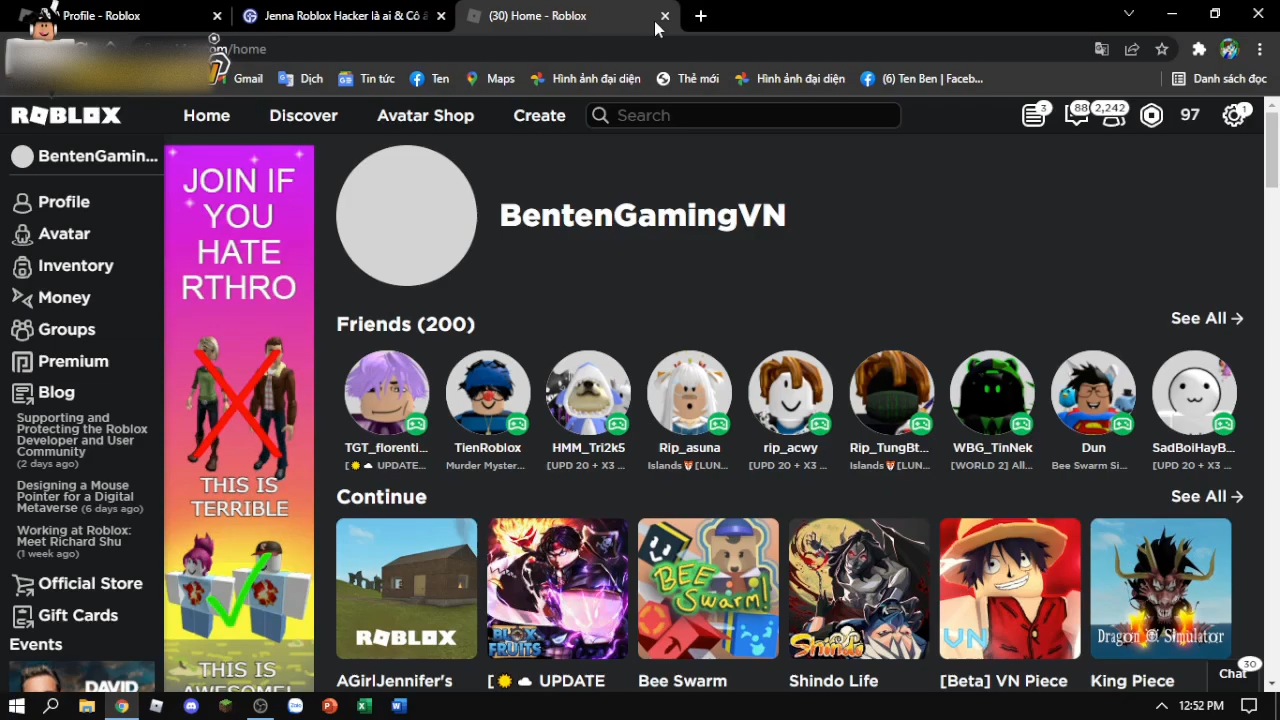 Profile - Roblox
Jenna Roblox Hacker là ai & Cô ấ
(30) Home - Roblox
om/home
Gmail
Dịch
Tin tức
Ten
Maps
Hình ảnh đại diện
Thẻ mới
Hình ảnh đại diện
(6) Ten Ben | Faceb...
Danh sách đọc
ROBLOX
Home
Discover
Avatar Shop
Create
Search
3
88
2,242
97
1
BentenGamin...
Profile
Avatar
Inventory
Money
Groups
Premium
Blog
Supporting and
Protecting the Roblox
Developer and User
Community
(2 days ago)
Designing a Mouse
Pointer for a Digital
Metaverse (6 days ago)
Working at Roblox:
Meet Richard Shu
(1 week ago)
Official Store
Gift Cards
Events
DAVID
JOIN IF
YOU
HATE
RTHRO
THIS IS
TERRIBLE
THIS IS
AWESOME!
BentenGamingVN
Friends (200)
See All
TGT_florenti...
TienRoblox
HMM_Tri2k5
Rip_asuna
rip_acwy
Rip_TungBt...
WBG_TinNek
Dun
SadBoiHayB...
[☀️☁️ UPDATE...
Murder Myster...
[UPD 20 + X3 ...
Islands [LUN...
[UPD 20 + X3 ...
Islands [LUN...
[WORLD 2] All...
Bee Swarm Si...
[UPD 20 + X3 ...
Continue
See All
ROBLOX
BLOX FRUITS
BEE SWARM!
Shindo
VN
Dragon Simulator
AGirlJennifer's
[☀️☁️ UPDATE
Bee Swarm
Shindo Life
[Beta] VN Piece
King Piece
Chat
30
12:52 PM